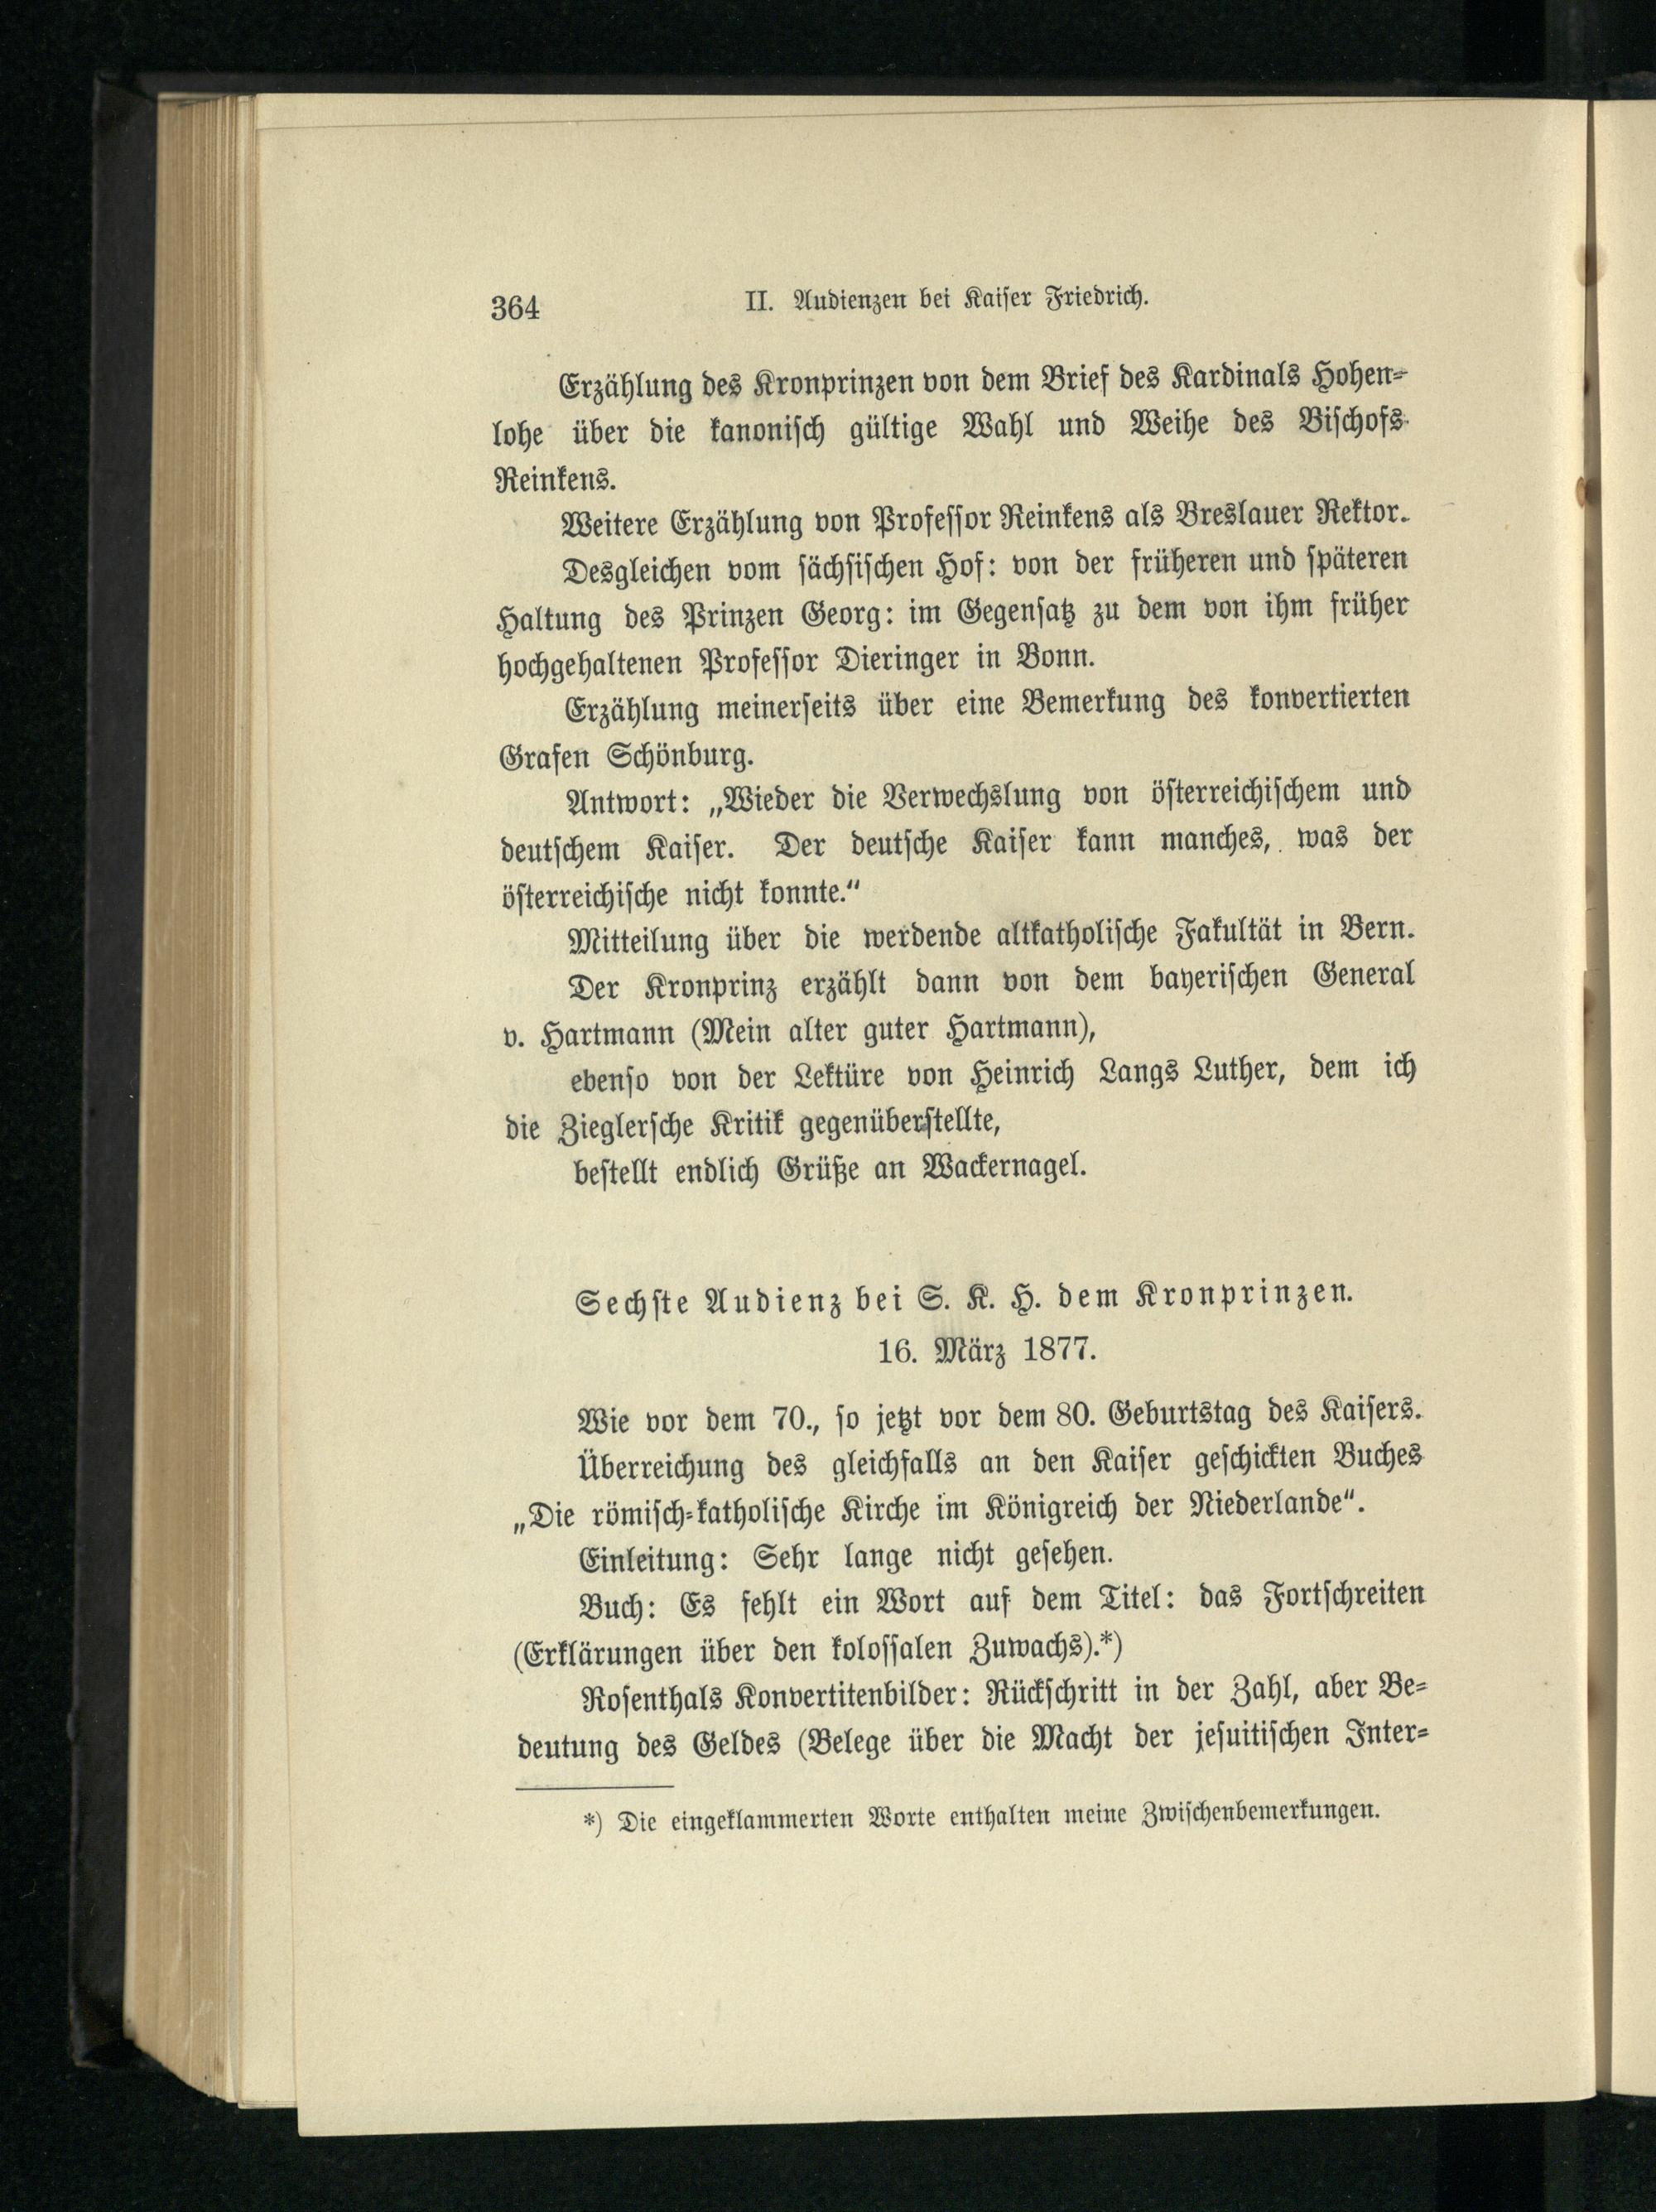 364
II. Audienzen bei Kaiser Friedrich.
Erzählung des Kronprinzen von dem Brief des Kardinals Hohen-
lohe über die kanonisch gültige Wahl und Weihe des Bischofs
Reinkens.
Weitere Erzählung von Professor Reinkens als Breslauer Rektor.
Desgleichen vom sächsischen Hof: von der früheren und späteren
Haltung des Prinzen Georg: im Gegensatz zu dem von ihm früher
hochgehaltenen Professor Dieringer in Bonn.
Erzählung meinerseits über eine Bemerkung des konvertierten
Grafen Schönburg.
Antwort: „Wieder die Verwechslung von österreichischem und
deutschem Kaiser. Der deutsche Kaiser kann manches, was der
österreichische nicht konnte.“
Mitteilung über die werdende altkatholische Fakultät in Bern.
Der Kronprinz erzählt dann von dem bayerischen General
v. Hartmann (Mein alter guter Hartmann),
ebenso von der Lektüre von Heinrich Langs Luther, dem ich
die Zieglersche Kritik gegenüberstellte,
bestellt endlich Grüße an Wackernagel.
Sechste Audienz bei S. K. H. dem Kronprinzen.
16. März 1877.
Wie vor dem 70., so jetzt vor dem 80. Geburtstag des Kaisers.
Überreichung des gleichfalls an den Kaiser geschickten Buches
„Die römisch-katholische Kirche im Königreich der Niederlande“.
Einleitung: Sehr lange nicht gesehen.
Buch: Es fehlt ein Wort auf dem Titel: das Fortschreiten
(Erklärungen über den kolossalen Zuwachs).*)
Rosenthals Konvertitenbilder: Rückschritt in der Zahl, aber Be-
deutung des Geldes (Belege über die Macht der jesuitischen Inter-
*) Die eingeklammerten Worte enthalten meine Zwischenbemerkungen.